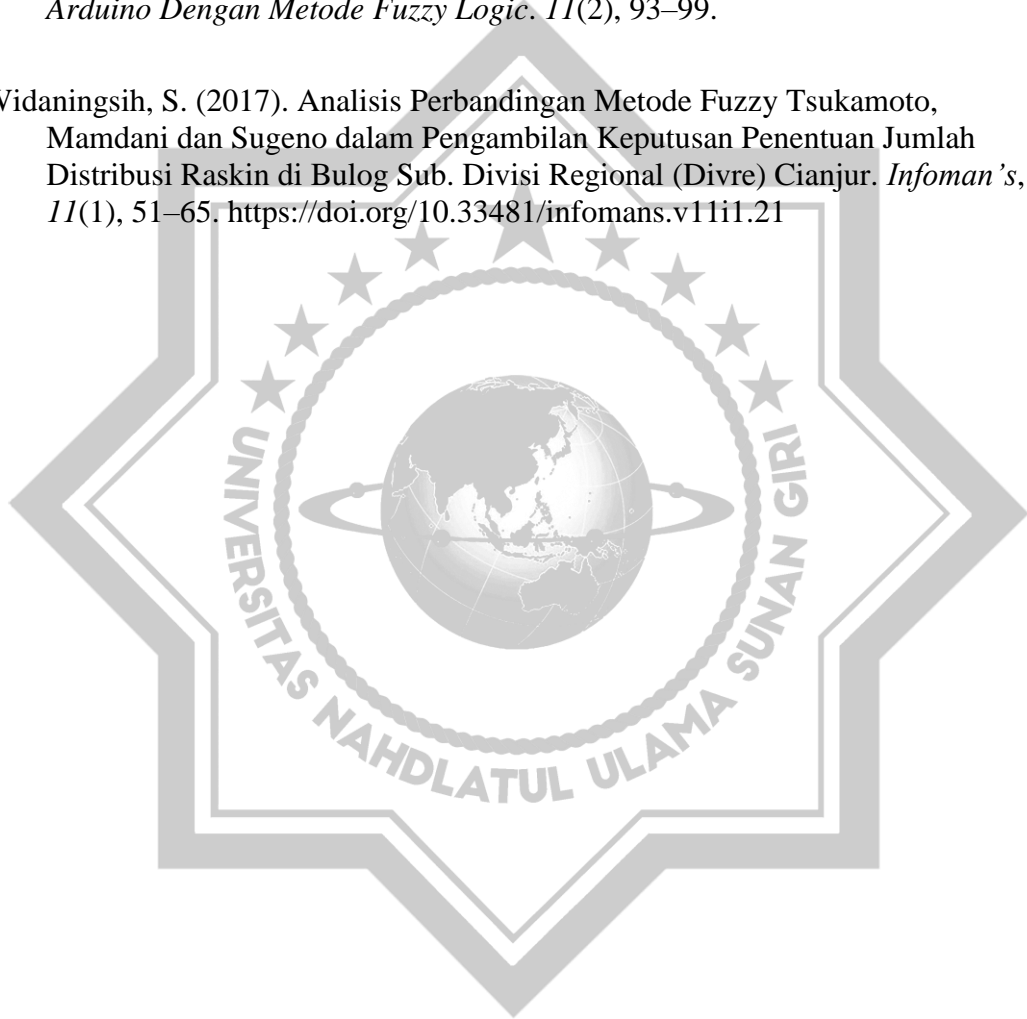 Arduino Dengan Metode Fuzzy Logic. 11(2), 93–99.
Widaningsih, S. (2017). Analisis Perbandingan Metode Fuzzy Tsukamoto,
Mamdani dan Sugeno dalam Pengambilan Keputusan Penentuan Jumlah
Distribusi Raskin di Bulog Sub. Divisi Regional (Divre) Cianjur. Infoman’s,
11(1), 51–65. https://doi.org/10.33481/infomans.v11i1.21
UNIVERSITAS NAHDLATUL ULAMA SUNAN GIRI